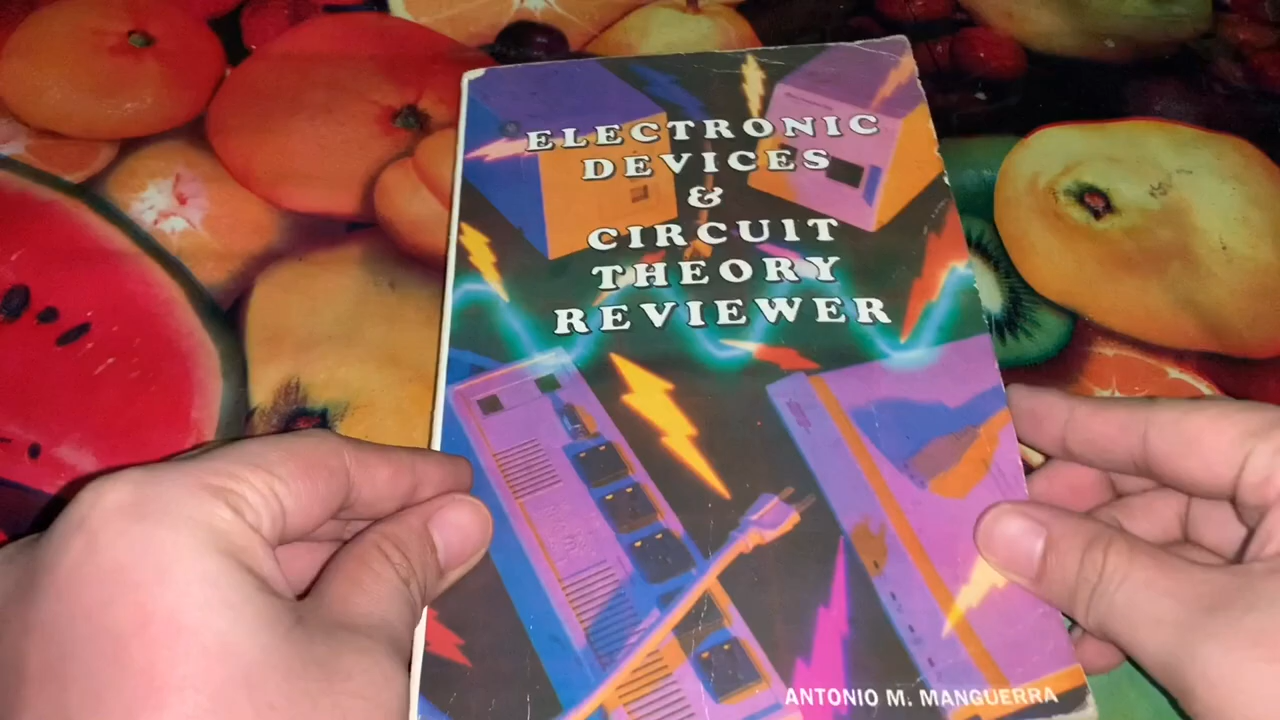 ELECTRONIC
DEVICES
&
CIRCUIT
THEORY
REVIEWER
ANTONIO M. MANGUERRA